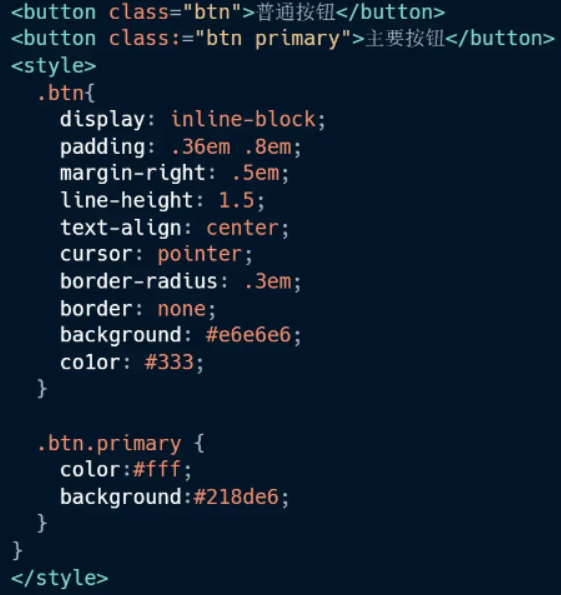 <button class="btn">普通按钮</button>
<button class:="btn primary">主要按钮</button>
<style>
  .btn{
    display: inline-block;
    padding: .36em .8em;
    margin-right: .5em;
    line-height: 1.5;
    text-align: center;
    cursor: pointer;
    border-radius: .3em;
    border: none;
    background: #e6e6e6;
    co1or: #333;
  }

  .btn.primary {
    color:#fff;
    background:#218de6;
  }
}
</style>